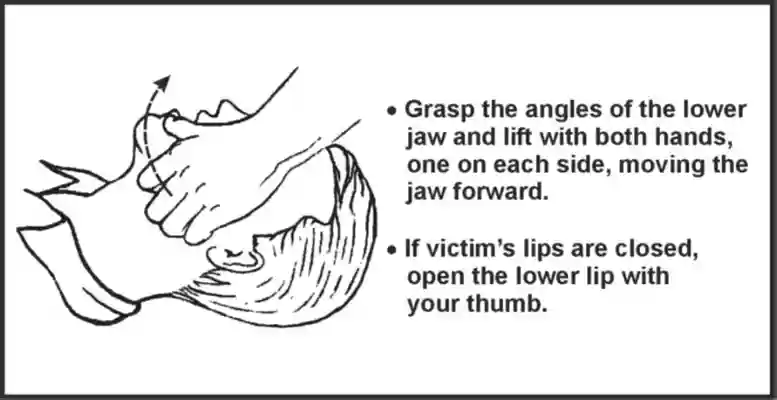 • Grasp the angles of the lower
jaw and lift with both hands,
one on each side, moving the
jaw forward.
• If victim's lips are closed,
open the lower lip with
your thumb.